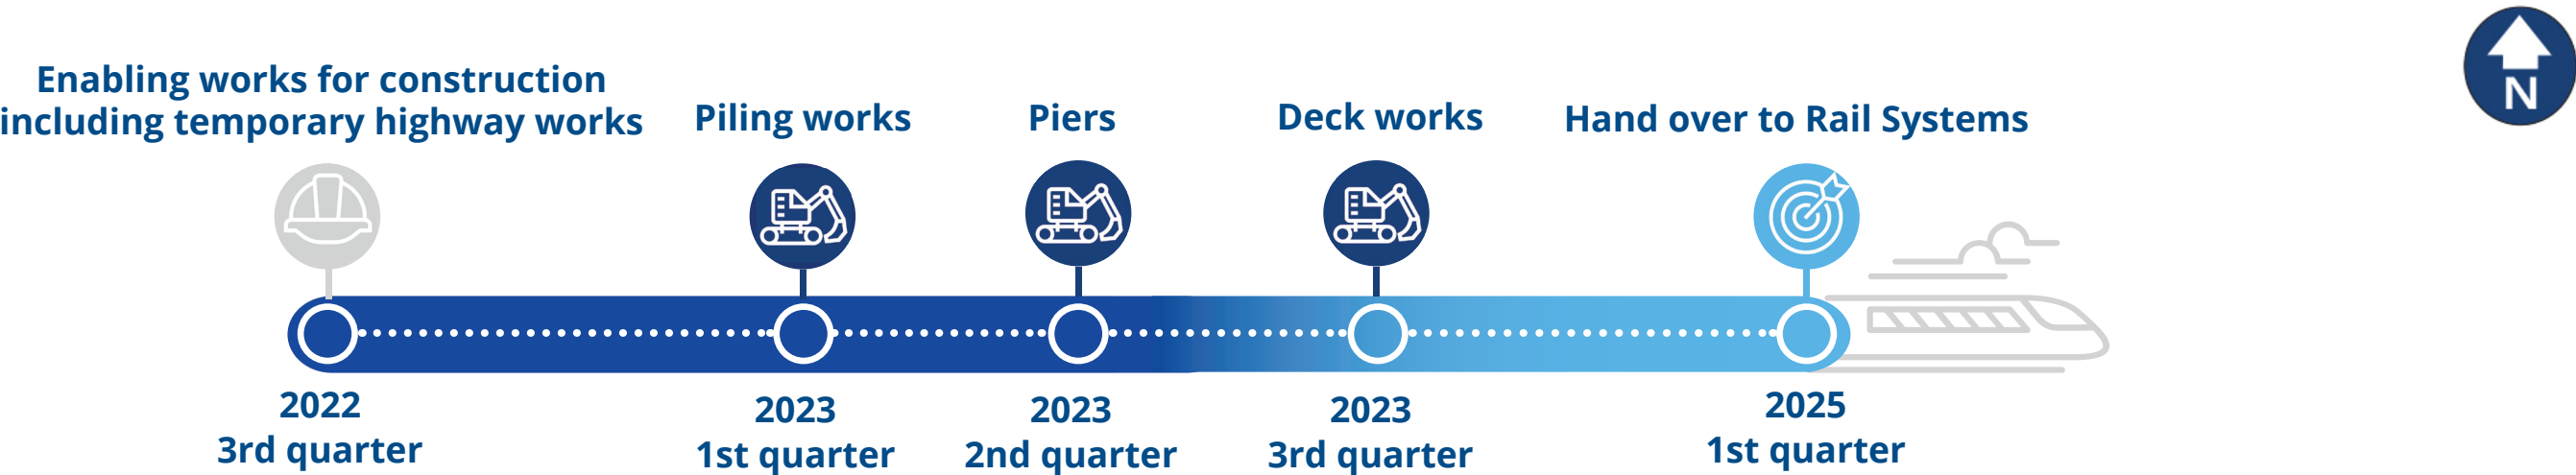 Enabling works for construction
including temporary highway works
Piling works
Piers
Deck works
Hand over to Rail Systems
N
2022
3rd quarter
2023
1st quarter
2023
2nd quarter
2023
3rd quarter
2025
1st quarter